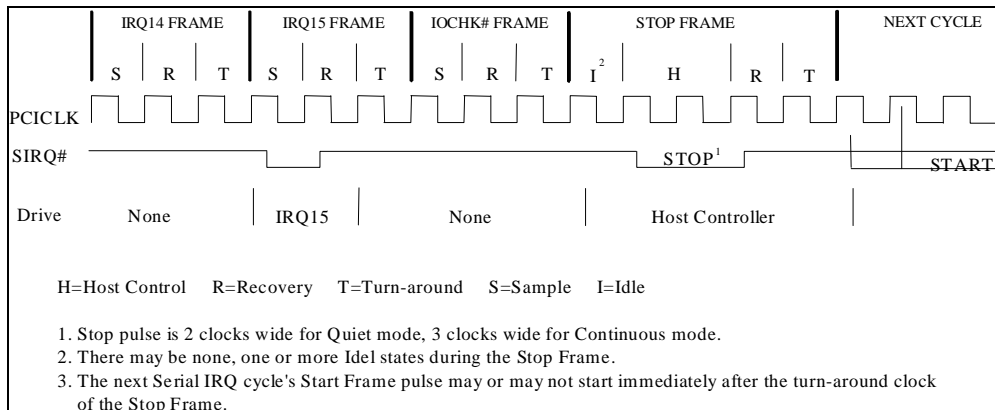 IRQ14 FRAME IRQ15 FRAME IOCHK# FRAME STOP FRAME NEXT CYCLE
S R T S R T S R T I 2 H R T
PCICLK
SIRQ# STOP 1 START
Drive None IRQ15 None Host Controller
H=Host Control R=Recovery T=Turn-around S=Sample I=Idle
1. Stop pulse is 2 clocks wide for Quiet mode, 3 clocks wide for Continuous mode.
2. There may be none, one or more Idel states during the Stop Frame.
3. The next Serial IRQ cycle's Start Frame pulse may or may not start immediately after the turn-around clock
of the Stop Frame.